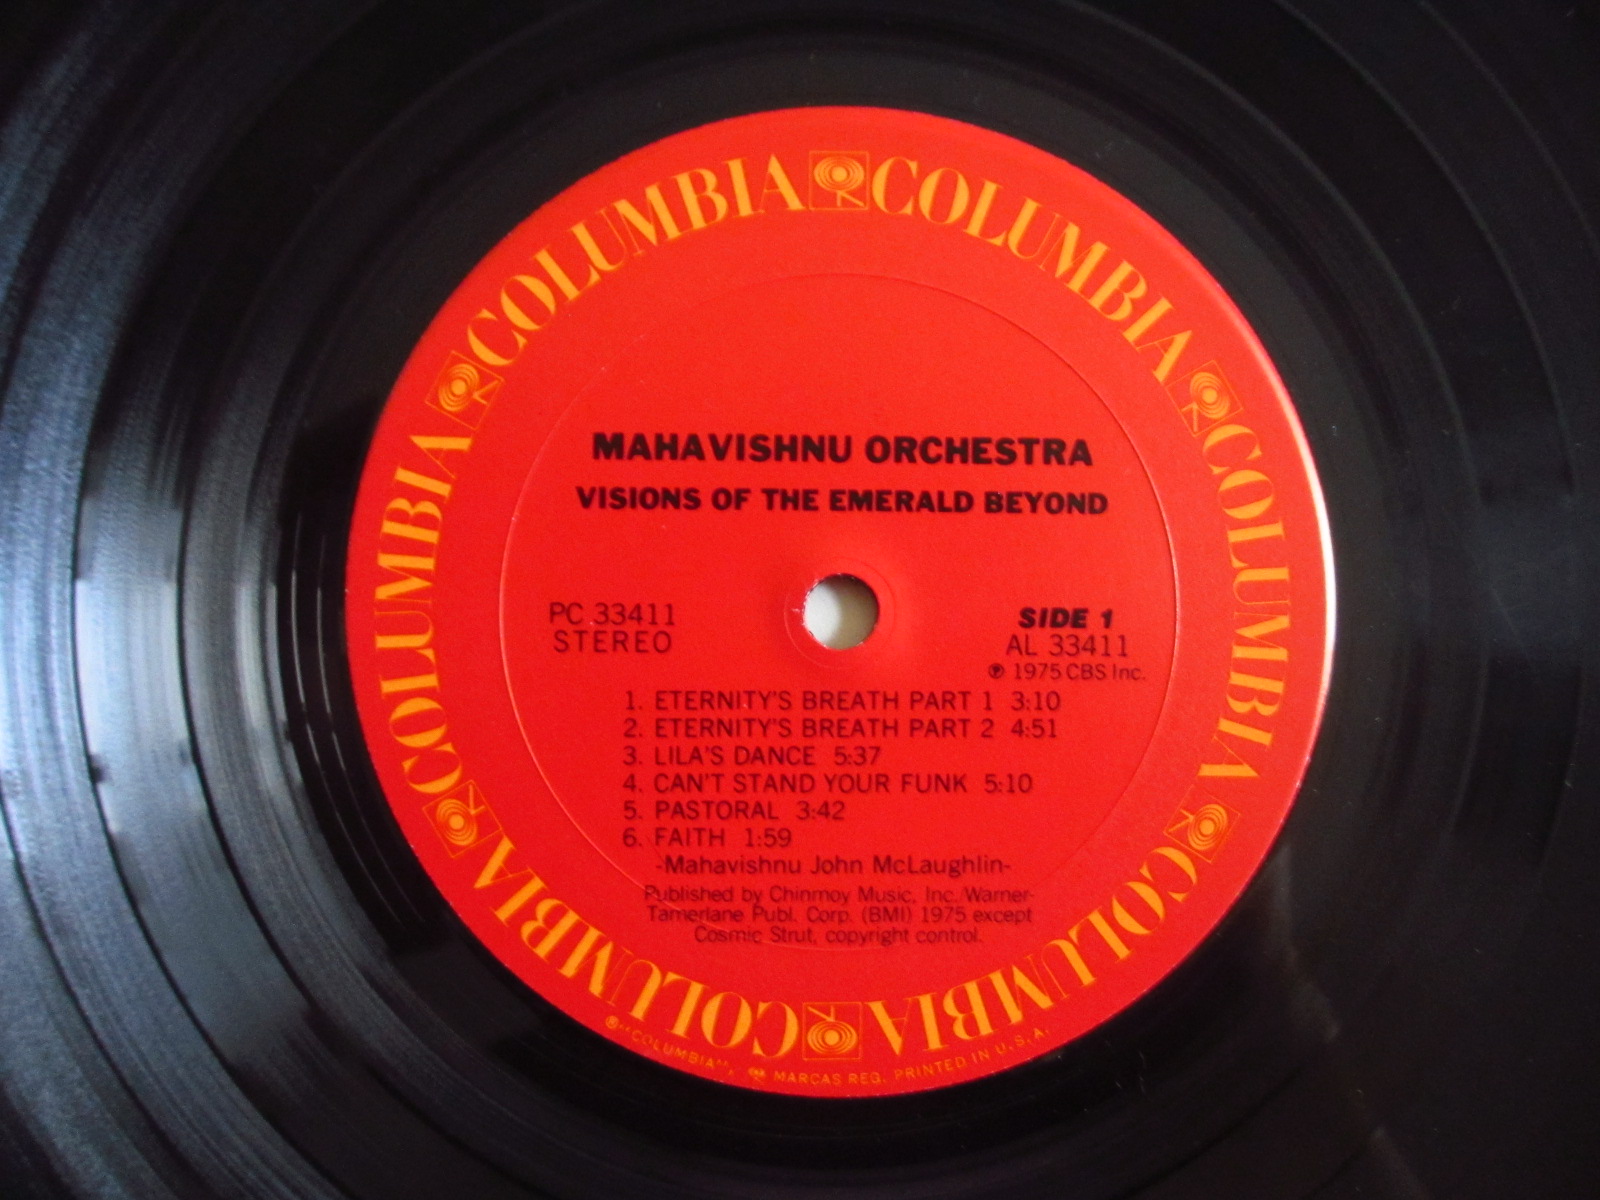 COLUMBIA COLUMBIA COLUMBIA COLUMBIA COLUMBIA COLUMBIA
MAHAVISHNU ORCHESTRA
VISIONS OF THE EMERALD BEYOND
PC 33411
STEREO
SIDE 1
AL 33411
℗ 1975 CBS Inc.
1. ETERNITY'S BREATH PART 1 3:10
2. ETERNITY'S BREATH PART 2 4:51
3. LILA'S DANCE 5:37
4. CAN'T STAND YOUR FUNK 5:10
5. PASTORAL 3:42
6. FAITH 1:59
-Mahavishnu John McLaughlin-
Published by Chinmoy Music, Inc./Warner-
Tamerlane Publ. Corp. (BMI) 1975 except
Cosmic Strut, copyright control.
®"COLUMBIA", MARCAS REG. PRINTED IN U.S.A.